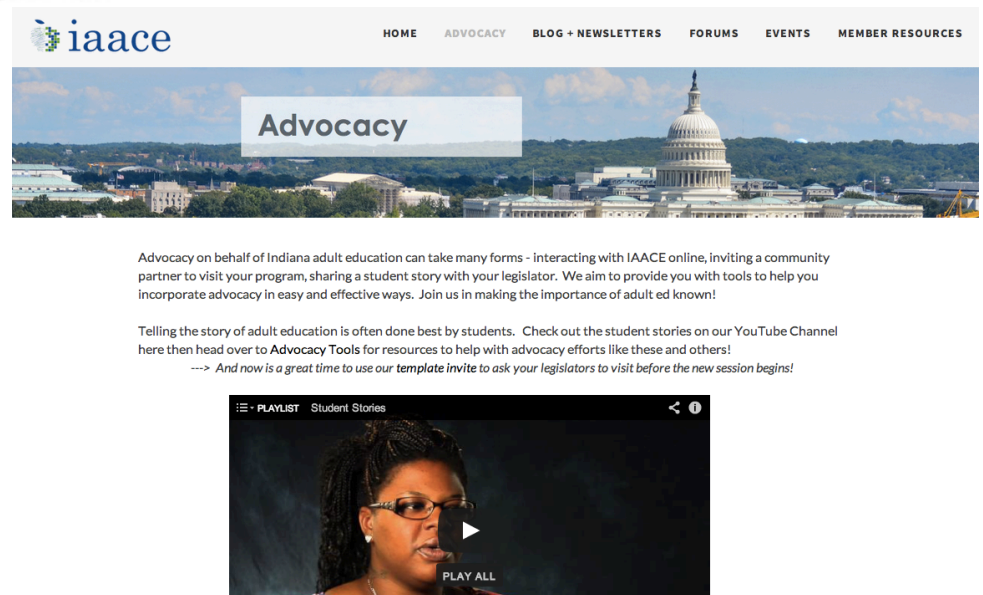 iaace
HOME ADVOCACY BLOG + NEWSLETTERS FORUMS EVENTS MEMBER RESOURCES
Advocacy
Advocacy on behalf of Indiana adult education can take many forms - interacting with IAACE online, inviting a community
partner to visit your program, sharing a student story with your legislator. We aim to provide you with tools to help you
incorporate advocacy in easy and effective ways. Join us in making the importance of adult ed known!
Telling the story of adult education is often done best by students. Check out the student stories on our YouTube Channel
here then head over to Advocacy Tools for resources to help with advocacy efforts like these and others!
---> And now is a great time to use our template invite to ask your legislators to visit before the new session begins!
PLAYLIST Student Stories
PLAY ALL